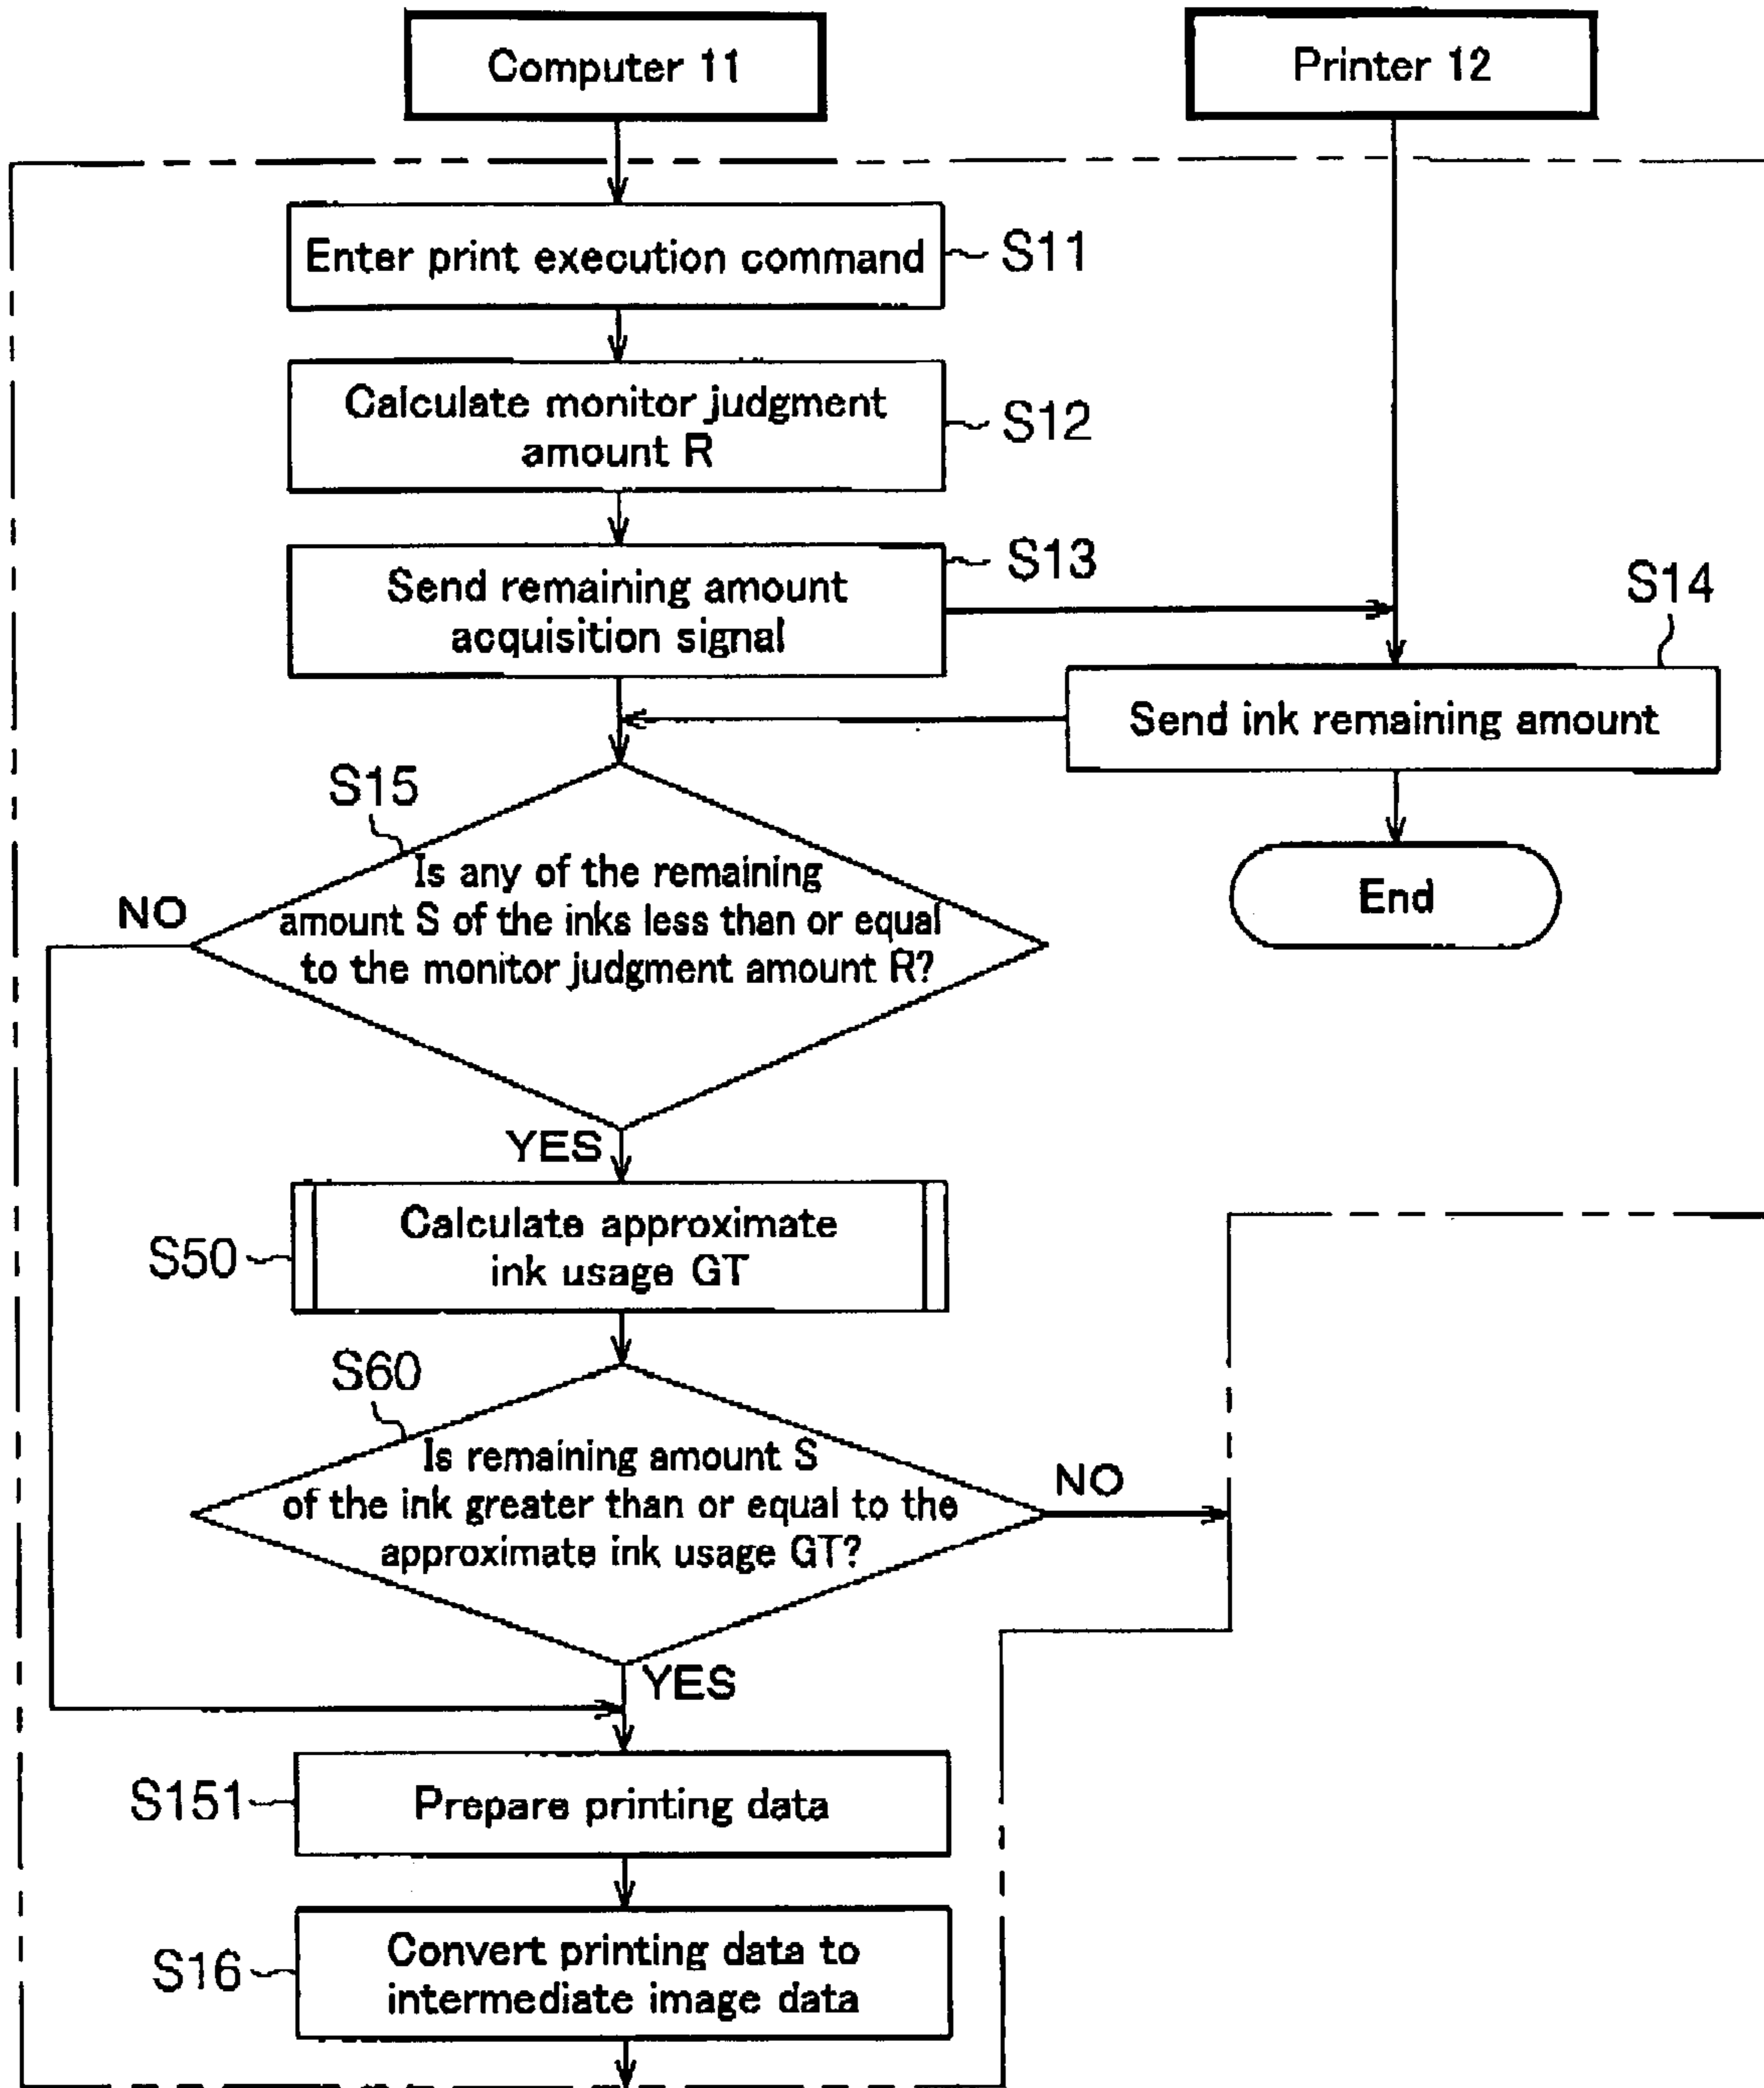 Computer 11
Printer 12
Enter print execution command
S11
Calculate monitor judgment
amount R
S12
Send remaining amount
acquisition signal
S13
S14
Send ink remaining amount
End
S15
Is any of the remaining
amount S of the inks less than or equal
to the monitor judgment amount R?
NO
YES
S50
Calculate approximate
ink usage GT
S60
Is remaining amount S
of the ink greater than or equal to the
approximate ink usage GT?
NO
YES
S151
Prepare printing data
S16
Convert printing data to
intermediate image data